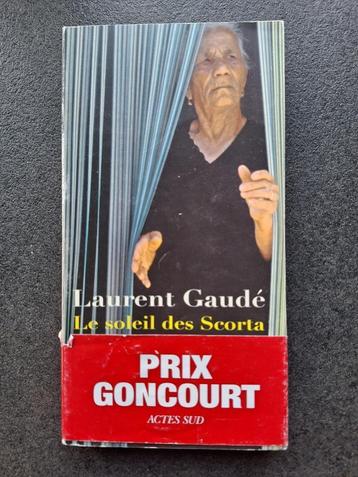 Laurent Gaudé
Le soleil des Scorta
PRIX
GONCOURT
ACTES SUD